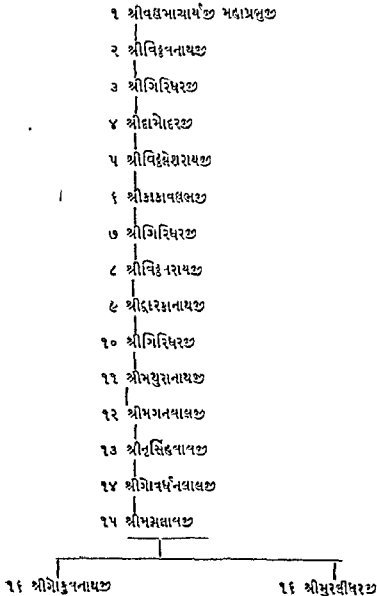 ૧ શ્રીવલ્લભાચાર્યજી મહાપ્રભુજી
૨ શ્રીવિઠ્ઠલનાથજી
૩ શ્રીગિરિધરજી
૪ શ્રીદામોદરજી
૫ શ્રીવિઠ્ઠલેશરાયજી
૬ શ્રીકાકાવલભજી
૭ શ્રીગિરિધરજી
૮ શ્રીવિઠ્ઠલરાયજી
૯ શ્રીદ્વારકાનાથજી
૧૦ શ્રીગિરિધરજી
૧૧ શ્રીમથુરાનાથજી
૧૨ શ્રીમગનલાલજી
૧૩ શ્રીનૃસિંહલાલજી
૧૪ શ્રીગોવર્ધનલાલજી
૧૫
૧૬ શ્રીગોકુલનાથજી ૧૬ શ્રીમુરલીધરજી